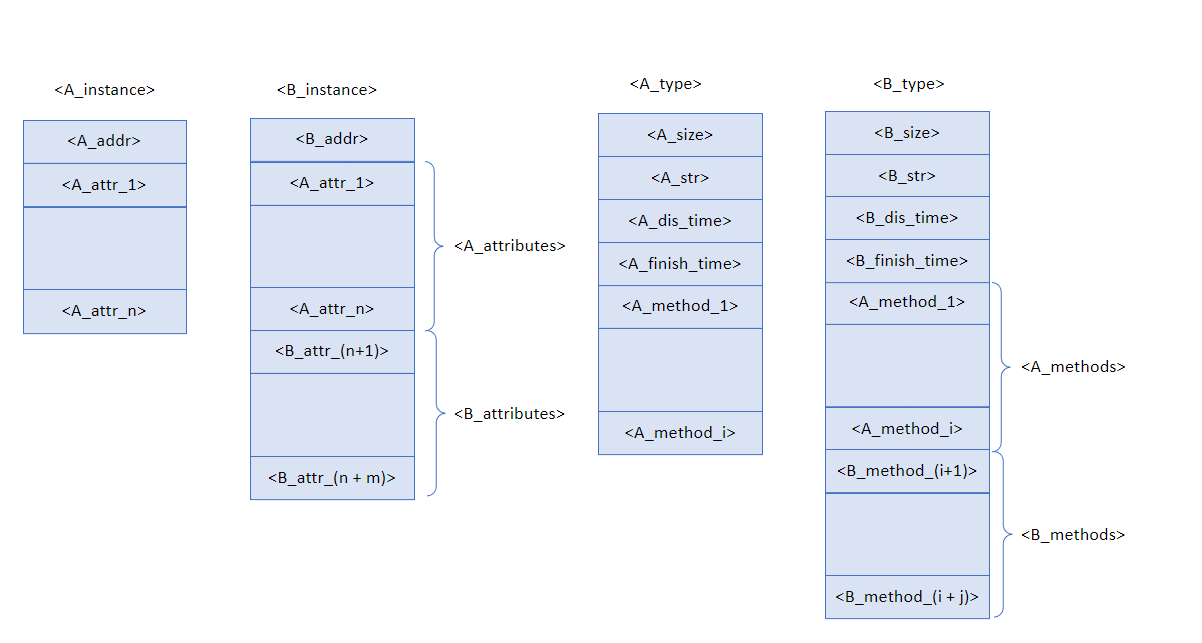 <A_instance>
<A_addr>
<A_attr_1>
<A_attr_n>
<B_instance>
<B_addr>
<A_attr_1>
<A_attr_n>
<B_attr_(n+1)>
<B_attr_(n + m)>
<A_attributes>
<B_attributes>
<A_type>
<A_size>
<A_str>
<A_dis_time>
<A_finish_time>
<A_method_1>
<A_method_i>
<B_type>
<B_size>
<B_str>
<B_dis_time>
<B_finish_time>
<A_method_1>
<A_method_i>
<B_method_(i+1)>
<B_method_(i + j)>
<A_methods>
<B_methods>